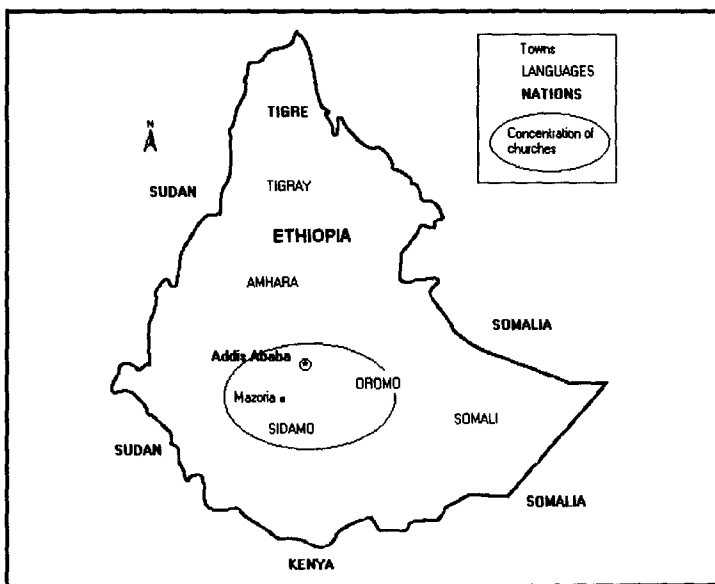 Towns
LANGUAGES
NATIONS
Concentration of
churches
N
TIGRE
SUDAN
TIGRAY
ETHIOPIA
AMHARA
SOMALIA
Addis Ababa
OROMO
Mazoria
SIDAMO
SOMALI
SUDAN
SOMALIA
KENYA